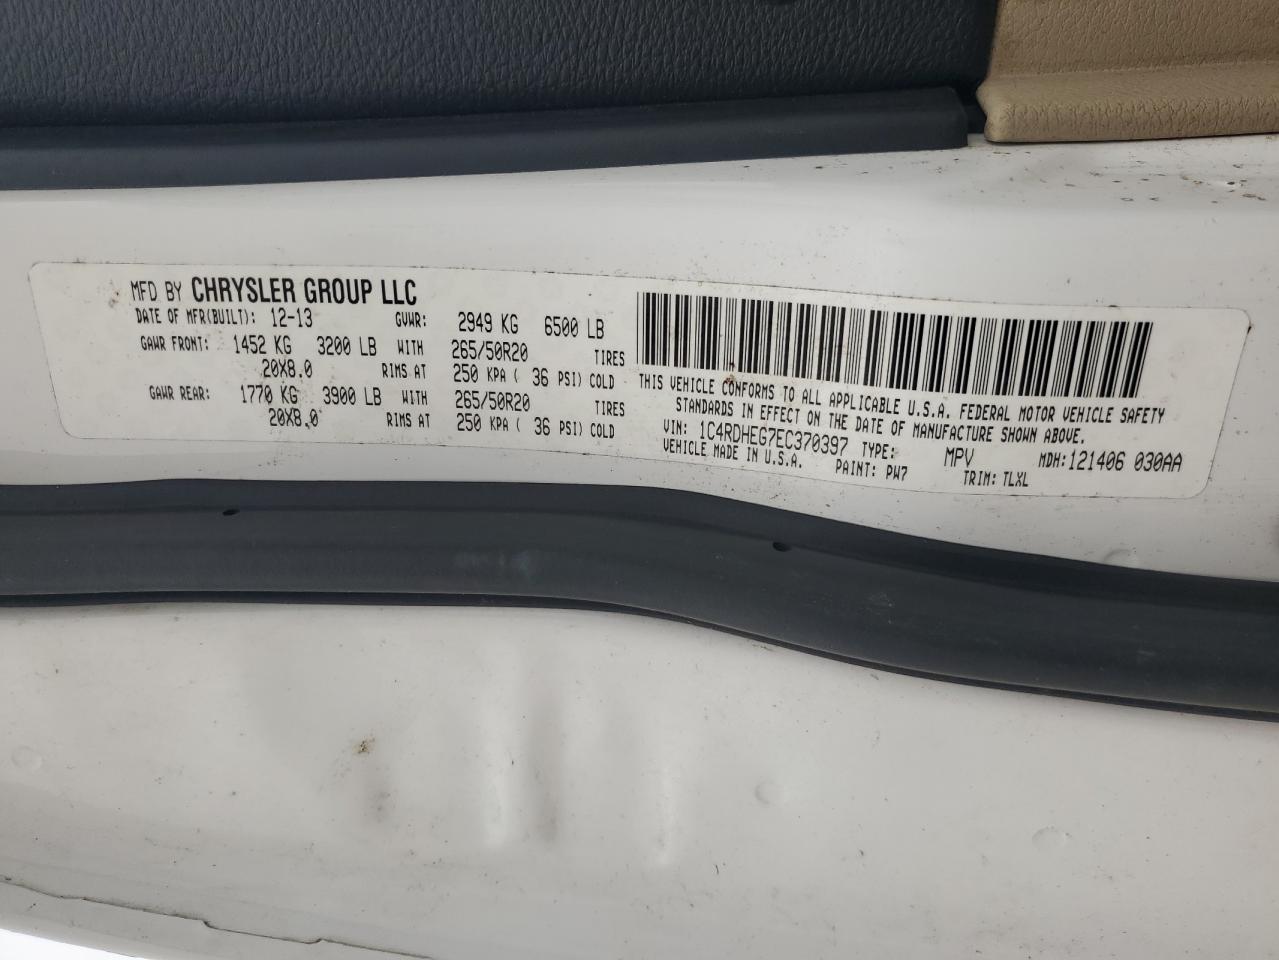 MFD BY CHRYSLER GROUP LLC
DATE OF MFR(BUILT): 12-13 GVWR: 2949 KG 6500 LB
GAWR FRONT: 1452 KG 3200 LB WITH 265/50R20 TIRES
20X8.0 RIMS AT 250 KPA ( 36 PSI) COLD
GAWR REAR: 1770 KG 3900 LB WITH 265/50R20 TIRES
20X8.0 RIMS AT 250 KPA ( 36 PSI) COLD
THIS VEHICLE CONFORMS TO ALL APPLICABLE U.S.A. FEDERAL MOTOR VEHICLE SAFETY
STANDARDS IN EFFECT ON THE DATE OF MANUFACTURE SHOWN ABOVE.
VIN: 1C4RDHEG7EC370397 TYPE: MPV MDH:121406 030AA
VEHICLE MADE IN U.S.A. PAINT: PW7 TRIM: TLXL